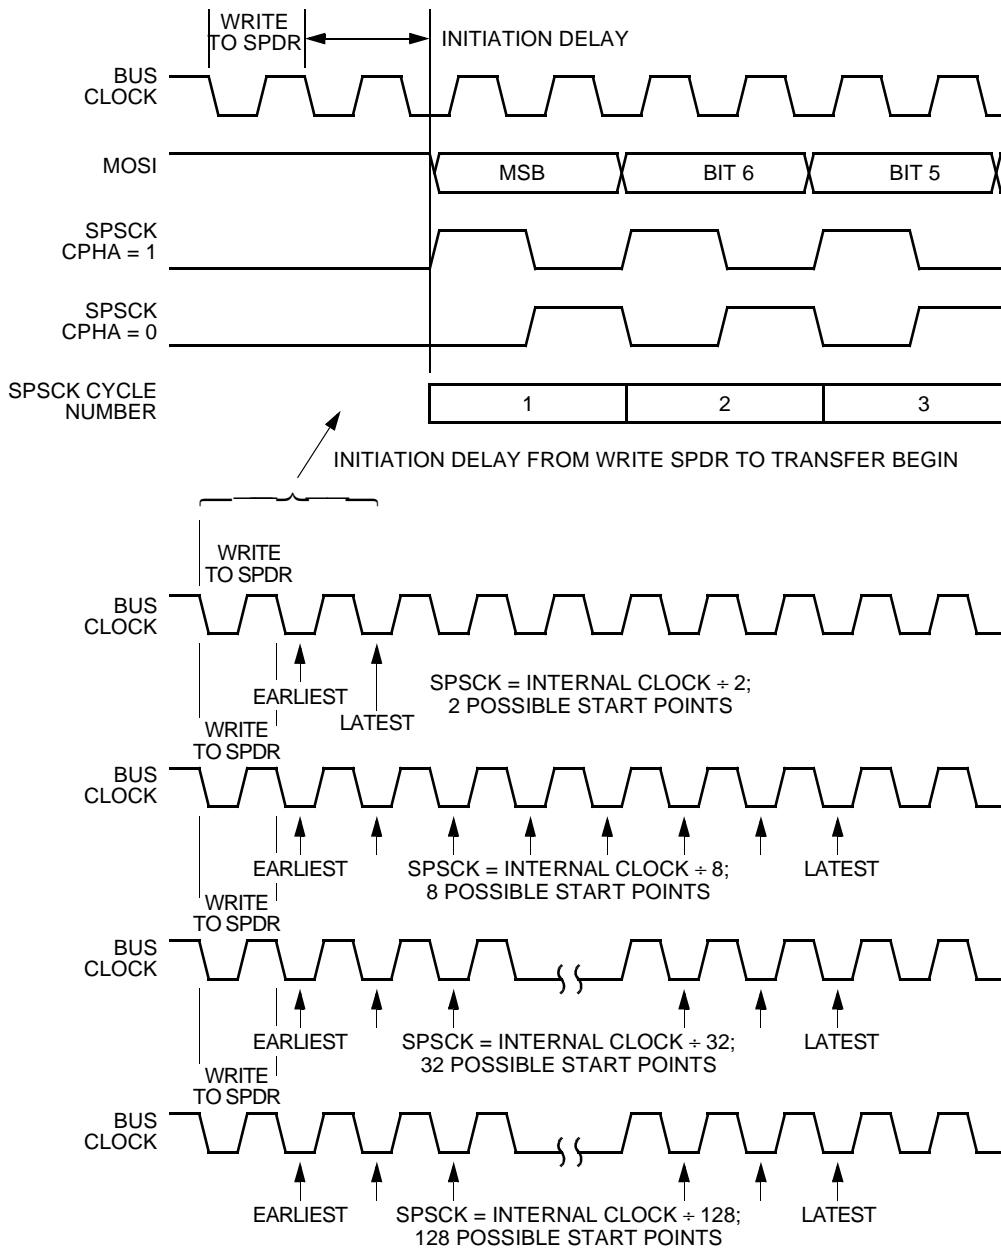 WRITE
TO SPDR
INITIATION DELAY
BUS
CLOCK
MOSI
MSB
BIT 6
BIT 5
SPSCK
CPHA = 1
SPSCK
CPHA = 0
SPSCK CYCLE
NUMBER
1
2
3
INITIATION DELAY FROM WRITE SPDR TO TRANSFER BEGIN
WRITE
TO SPDR
BUS
CLOCK
EARLIEST
LATEST
SPSCK = INTERNAL CLOCK ÷ 2;
2 POSSIBLE START POINTS
WRITE
TO SPDR
BUS
CLOCK
EARLIEST
SPSCK = INTERNAL CLOCK ÷ 8;
8 POSSIBLE START POINTS
LATEST
WRITE
TO SPDR
BUS
CLOCK
EARLIEST
SPSCK = INTERNAL CLOCK ÷ 32;
32 POSSIBLE START POINTS
LATEST
WRITE
TO SPDR
BUS
CLOCK
EARLIEST
SPSCK = INTERNAL CLOCK ÷ 128;
128 POSSIBLE START POINTS
LATEST